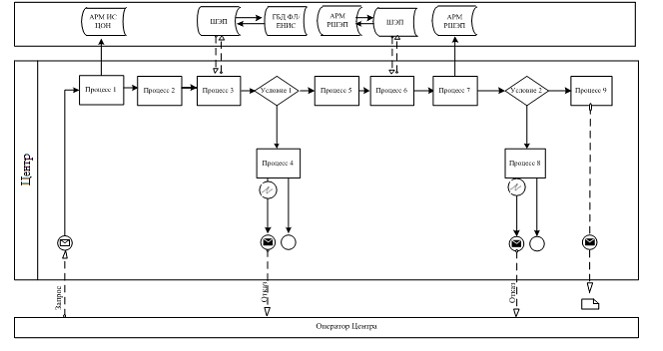 АРМ ИС
ЦОН
ШЭП
ГБД ФЛ/
ЕНИС
АРМ
РШЭП
ШЭП
АРМ
РШЭП
Центр
Процесс 1
Процесс 2
Процесс 3
Условие 1
Процесс 5
Процесс 6
Процесс 7
Условие 2
Процесс 9
Процесс 4
Процесс 8
Запрос
Отказ
Отказ
Оператор Центра